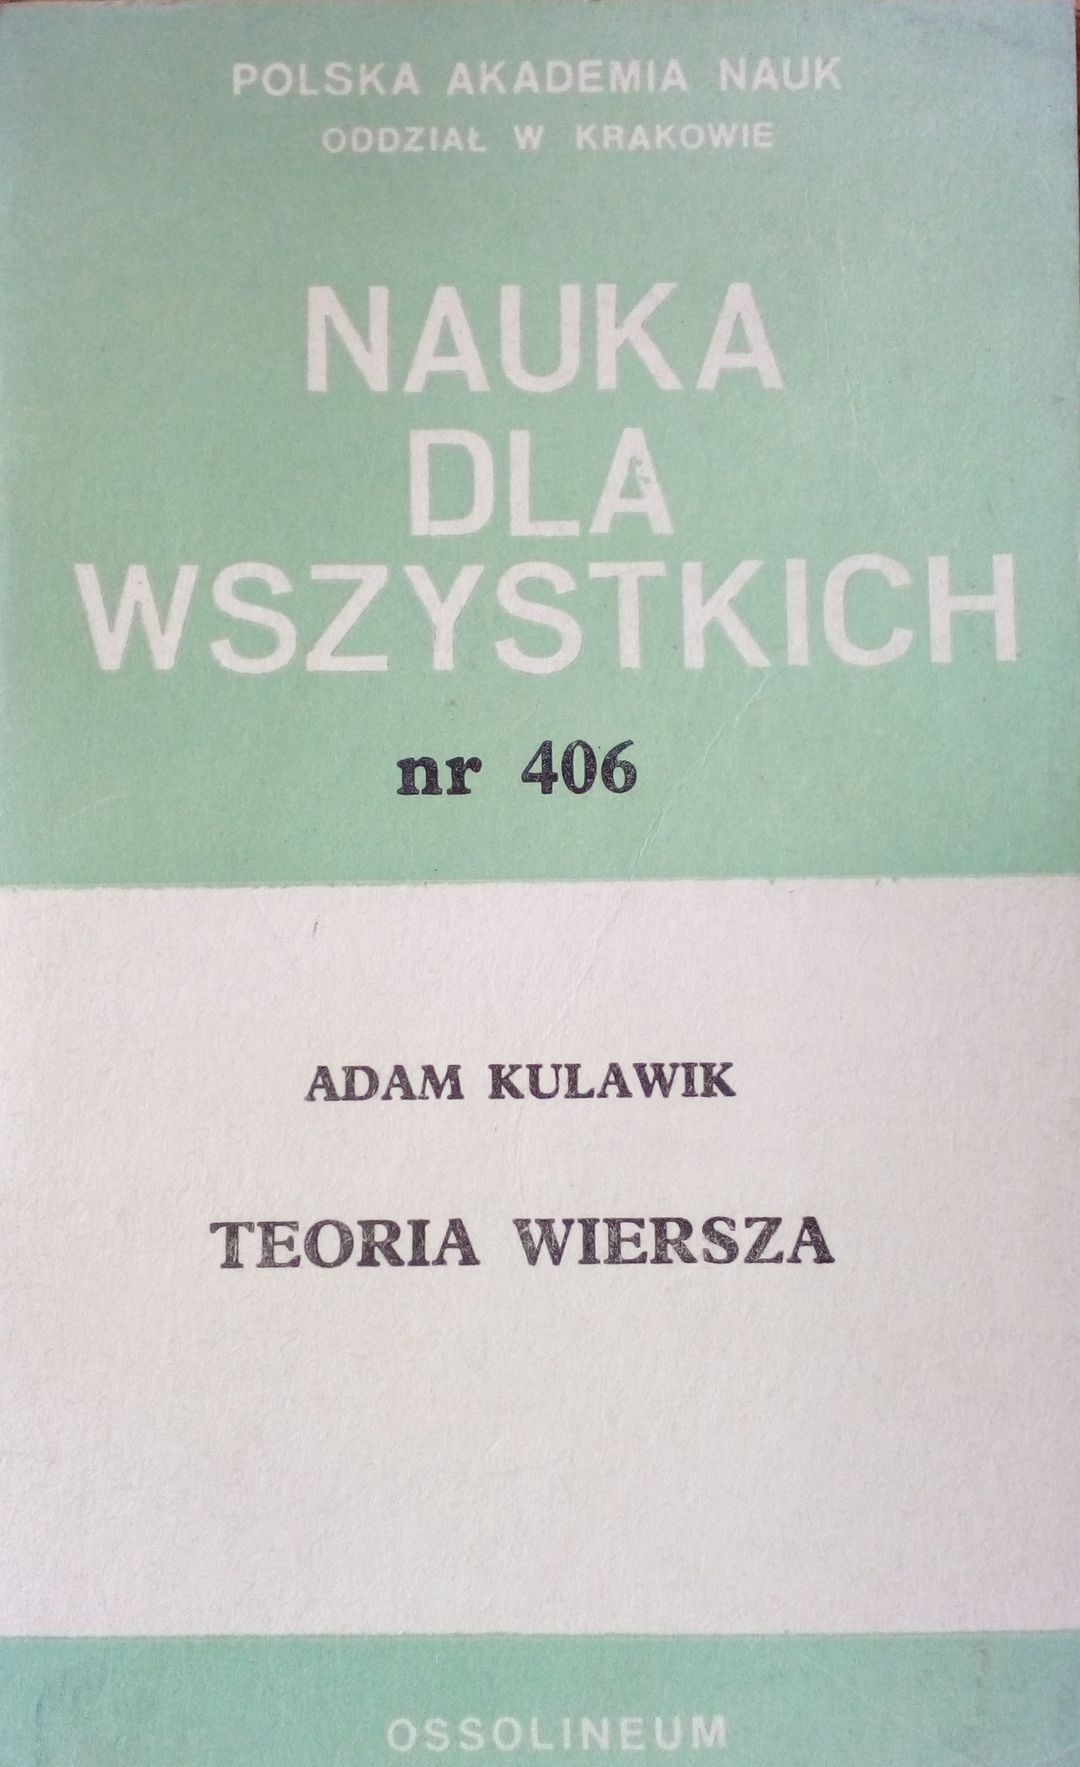 POLSKA AKADEMIA NAUK
ODDZIAŁ W KRAKOWIE
NAUKA
DLA
WSZYSTKICH
nr 406
ADAM KULAWIK
TEORIA WIERSZA
OSSOLINEUM